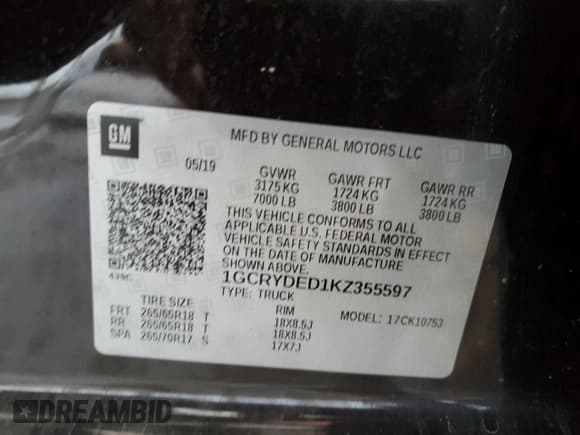 GM
MFD BY GENERAL MOTORS LLC
05/19
GVWR
3175 KG
7000 LB
GAWR FRT
1724 KG
3800 LB
GAWR RR
1724 KG
3800 LB
THIS VEHICLE CONFORMS TO ALL
APPLICABLE U.S. FEDERAL MOTOR
VEHICLE SAFETY STANDARDS IN EFFECT
ON THE DATE OF MANUFACTURE
SHOWN ABOVE.
439C
1GCRYDED1KZ355597
TYPE: TRUCK
MODEL: 17CK10753
TIRE SIZE RIM
FRT 265/65R18 T 18X8.5J
RR 265/65R18 T 18X8.5J
SPA 265/70R17 S 17X7J
DREAMBID